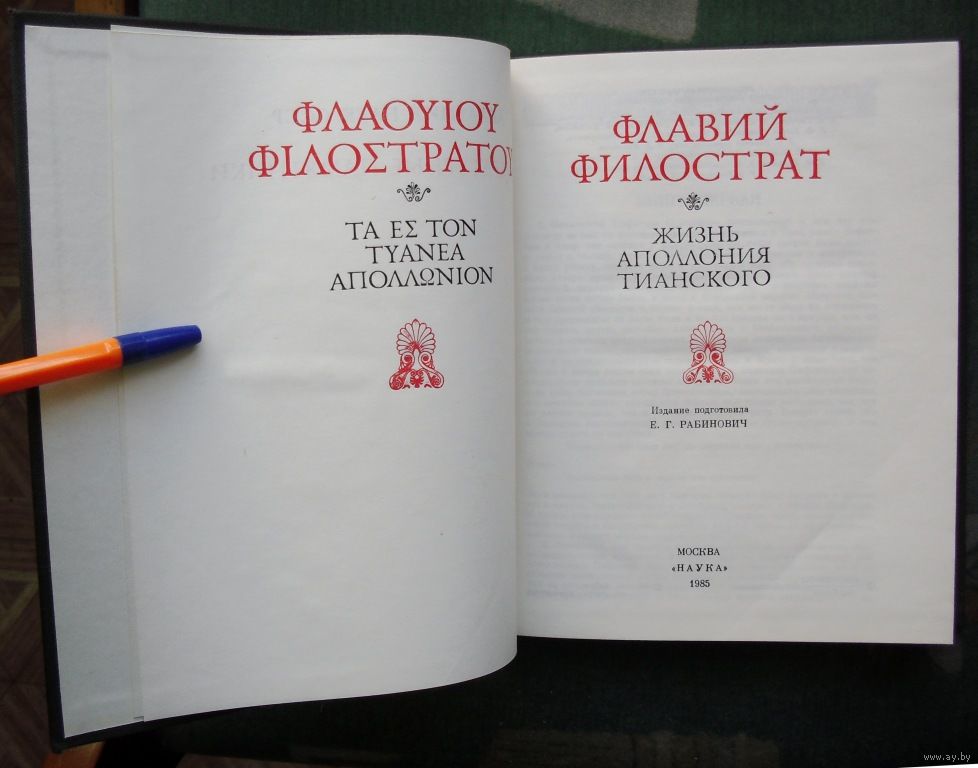 ΦΛΑΟΥΙΟΥ
ΦΙΛΟΣΤΡΑΤΟΥ
ΤΑ ΕΣ ΤΟΝ
ΤΥΑΝΕΑ
ΑΠΟΛΛΩΝΙΟΝ
ФЛАВИЙ
ФИЛОСТРАТ
ЖИЗНЬ
АПОЛЛОНИЯ
ТИАНСКОГО
Издание подготовила
Е. Г. РАБИНОВИЧ
МОСКВА
«НАУКА»
1985
www.ay.by